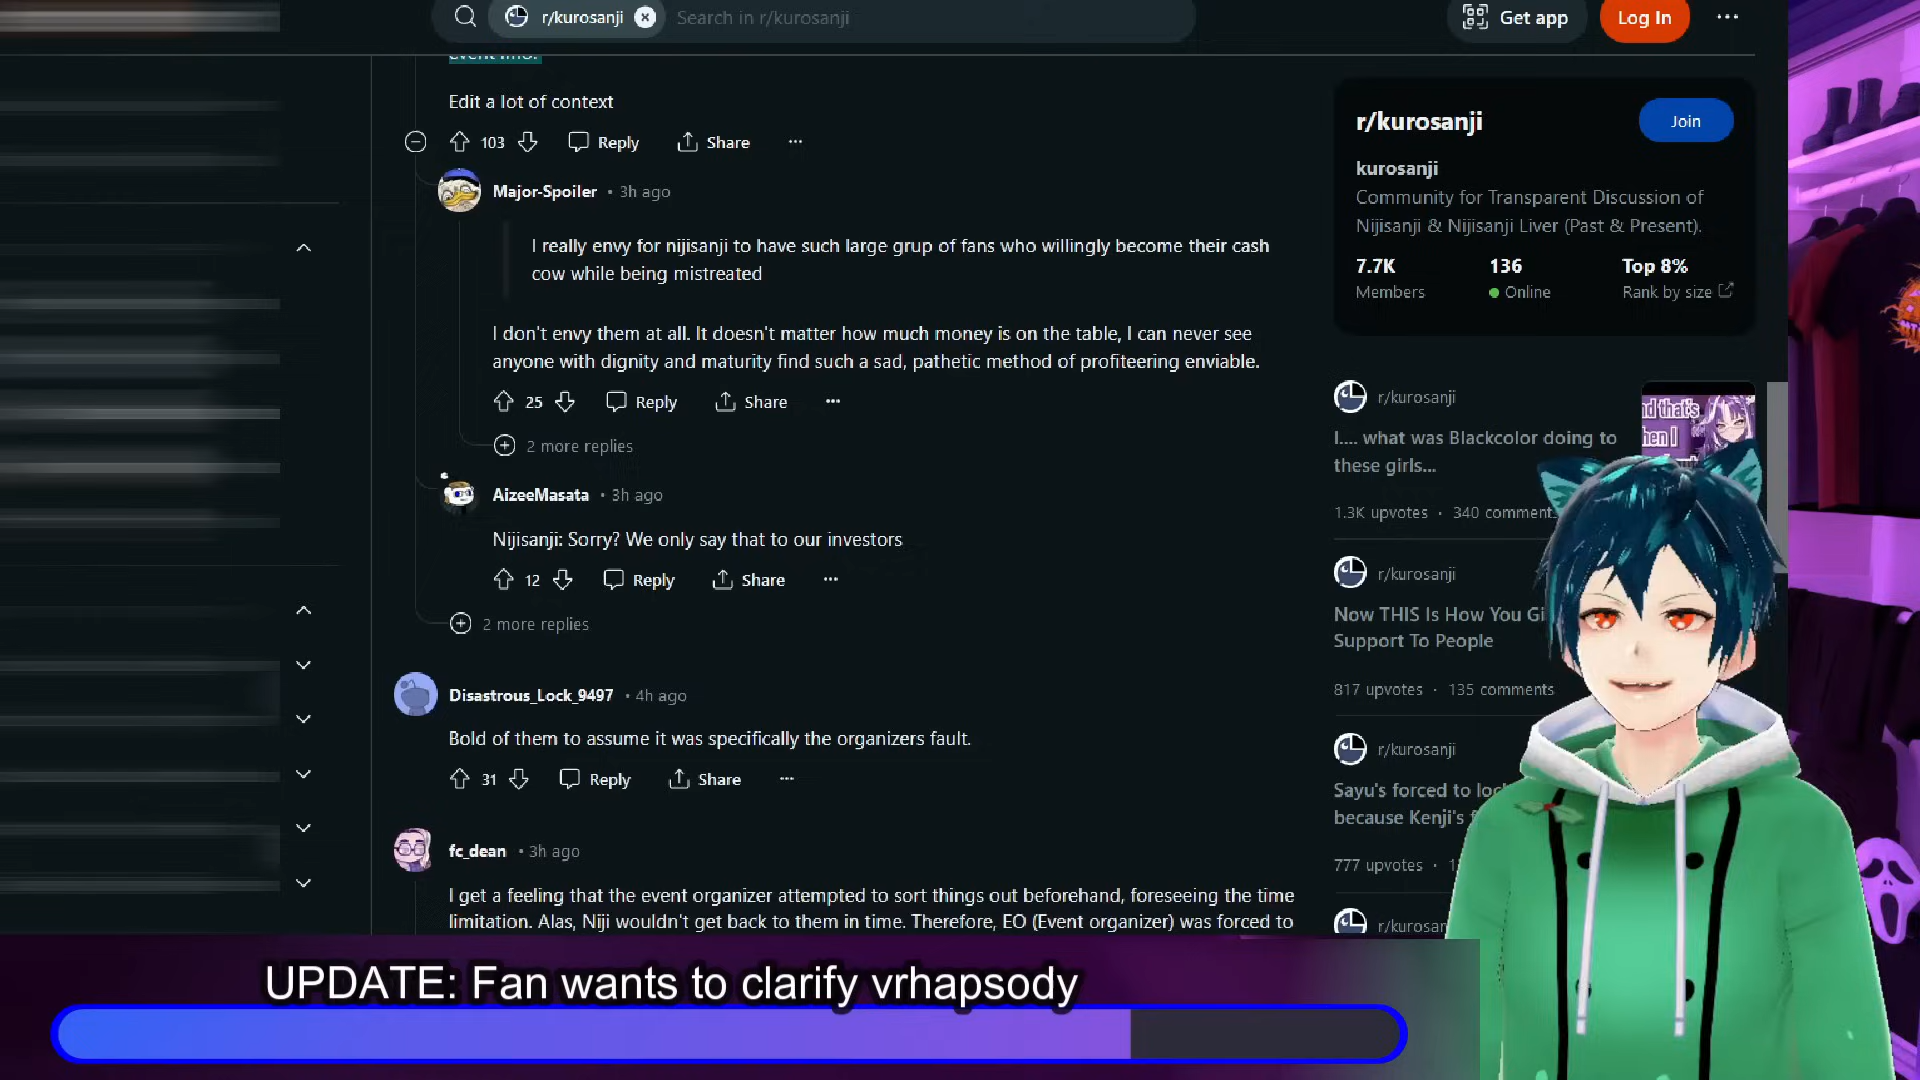 r/kurosanji
Search in r/kurosanji
Get app
Log In
Event Info.
Edit a lot of context
103
Reply
Share
Major-Spoiler • 3h ago
I really envy for nijisanji to have such large grup of fans who willingly become their cash
cow while being mistreated
I don't envy them at all. It doesn't matter how much money is on the table, I can never see
anyone with dignity and maturity find such a sad, pathetic method of profiteering enviable.
25
Reply
Share
2 more replies
AizeeMasata • 3h ago
Nijisanji: Sorry? We only say that to our investors
12
Reply
Share
2 more replies
Disastrous_Lock_9497 • 4h ago
Bold of them to assume it was specifically the organizers fault.
31
Reply
Share
fc_dean • 3h ago
I get a feeling that the event organizer attempted to sort things out beforehand, foreseeing the time
limitation. Alas, Niji wouldn't get back to them in time. Therefore, EO (Event organizer) was forced to
r/kurosanji
Join
kurosanji
Community for Transparent Discussion of
Nijisanji & Nijisanji Liver (Past & Present).
7.7K
136
Top 8%
Members
Online
Rank by size
r/kurosanji
I.... what was Blackcolor doing to
these girls...
1.3K upvotes • 340
r/kurosanji
Now THIS Is How You
Support To People
817 upvotes • 135 comments
r/kurosanji
Sayu's forced to
because Kenji's
777 upvotes
UPDATE: Fan wants to clarify vrhapsody